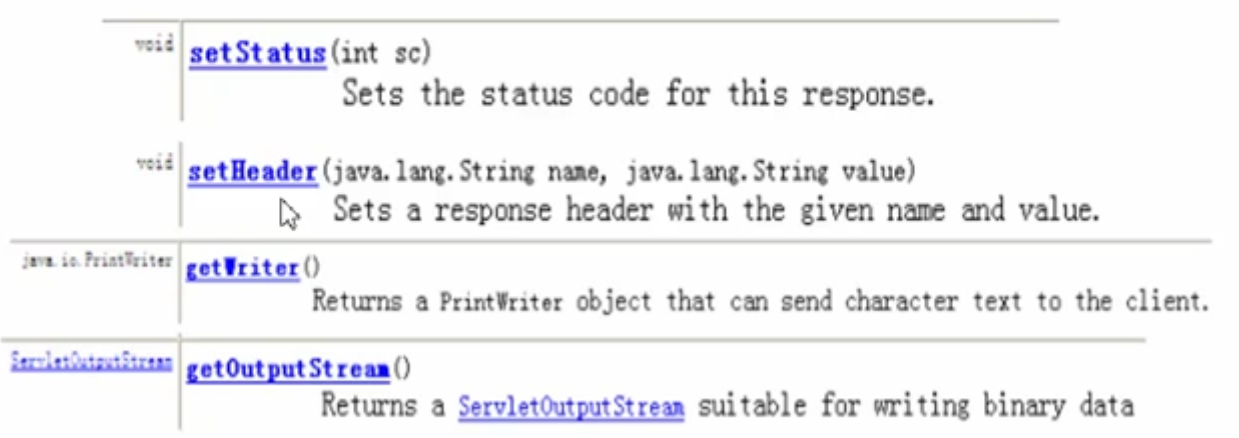 void setStatus(int sc)
Sets the status code for this response.
void setHeader(java.lang.String name, java.lang.String value)
Sets a response header with the given name and value.
java.io.PrintWriter getWriter()
Returns a PrintWriter object that can send character text to the client.
ServletOutputStream getOutputStream()
Returns a ServletOutputStream suitable for writing binary data